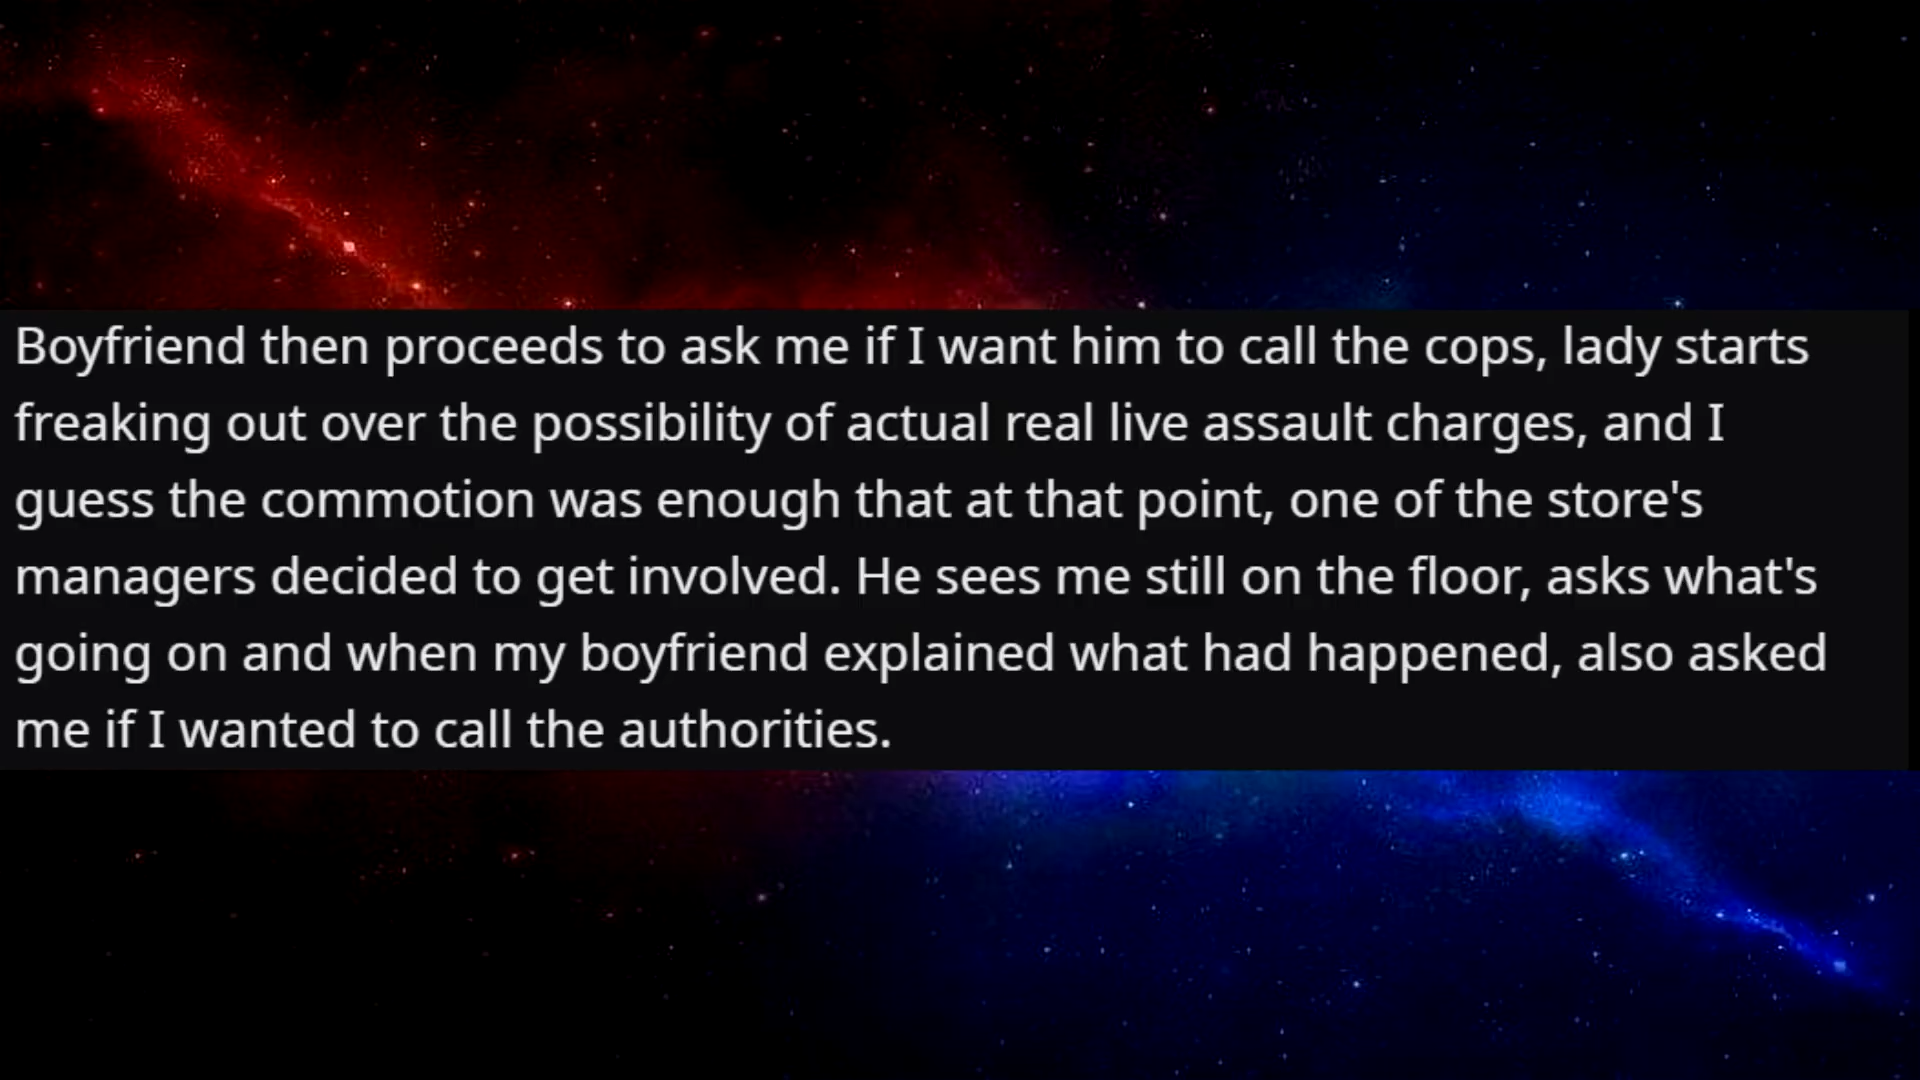 Boyfriend then proceeds to ask me if I want him to call the cops, lady starts
freaking out over the possibility of actual real live assault charges, and I
guess the commotion was enough that at that point, one of the store's
managers decided to get involved. He sees me still on the floor, asks what's
going on and when my boyfriend explained what had happened, also asked
me if I wanted to call the authorities.